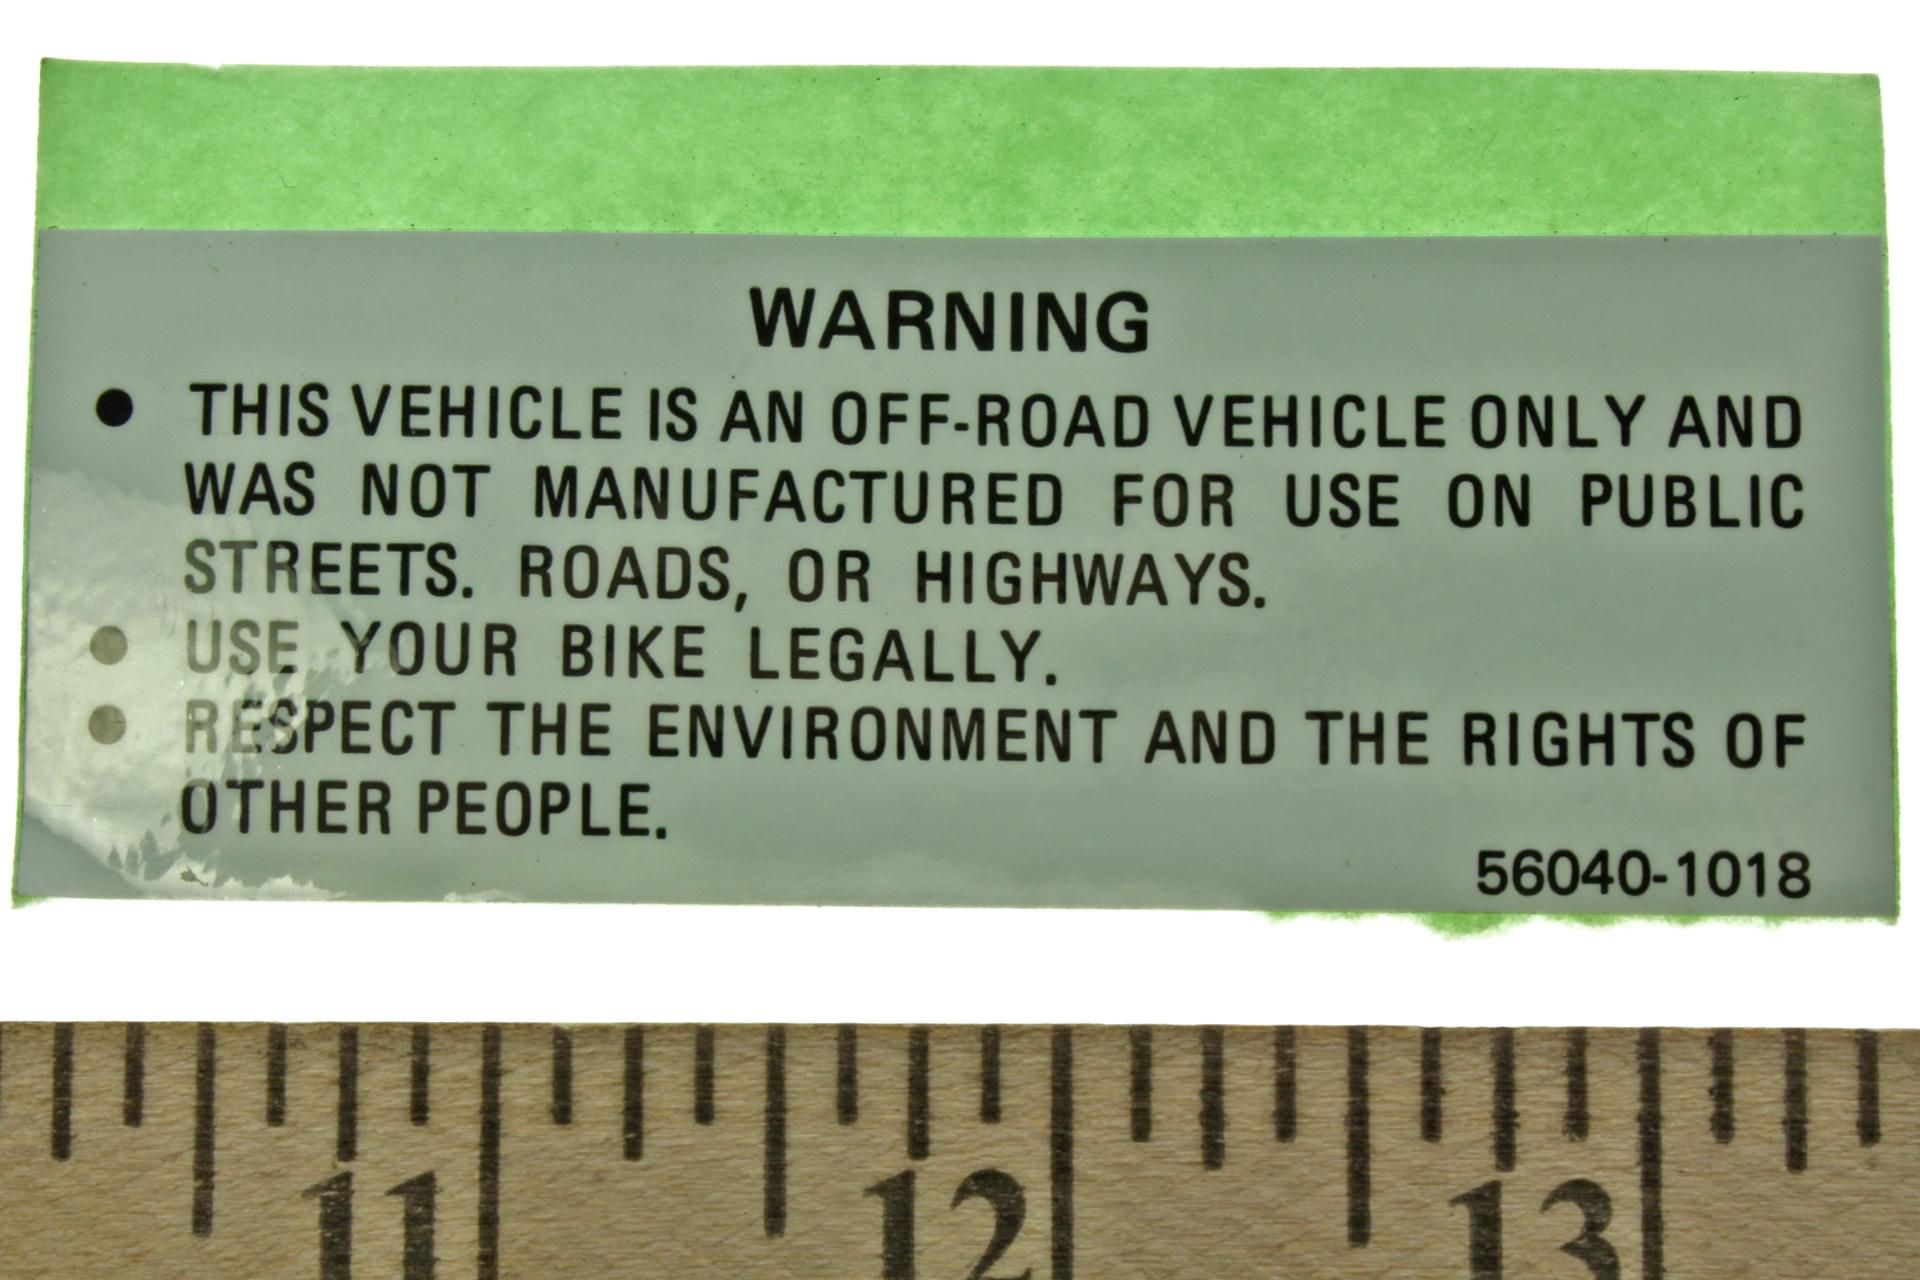 WARNING
● THIS VEHICLE IS AN OFF-ROAD VEHICLE ONLY AND
WAS NOT MANUFACTURED FOR USE ON PUBLIC
STREETS. ROADS, OR HIGHWAYS.
● USE YOUR BIKE LEGALLY.
● RESPECT THE ENVIRONMENT AND THE RIGHTS OF
OTHER PEOPLE.
56040-1018
11 12 13